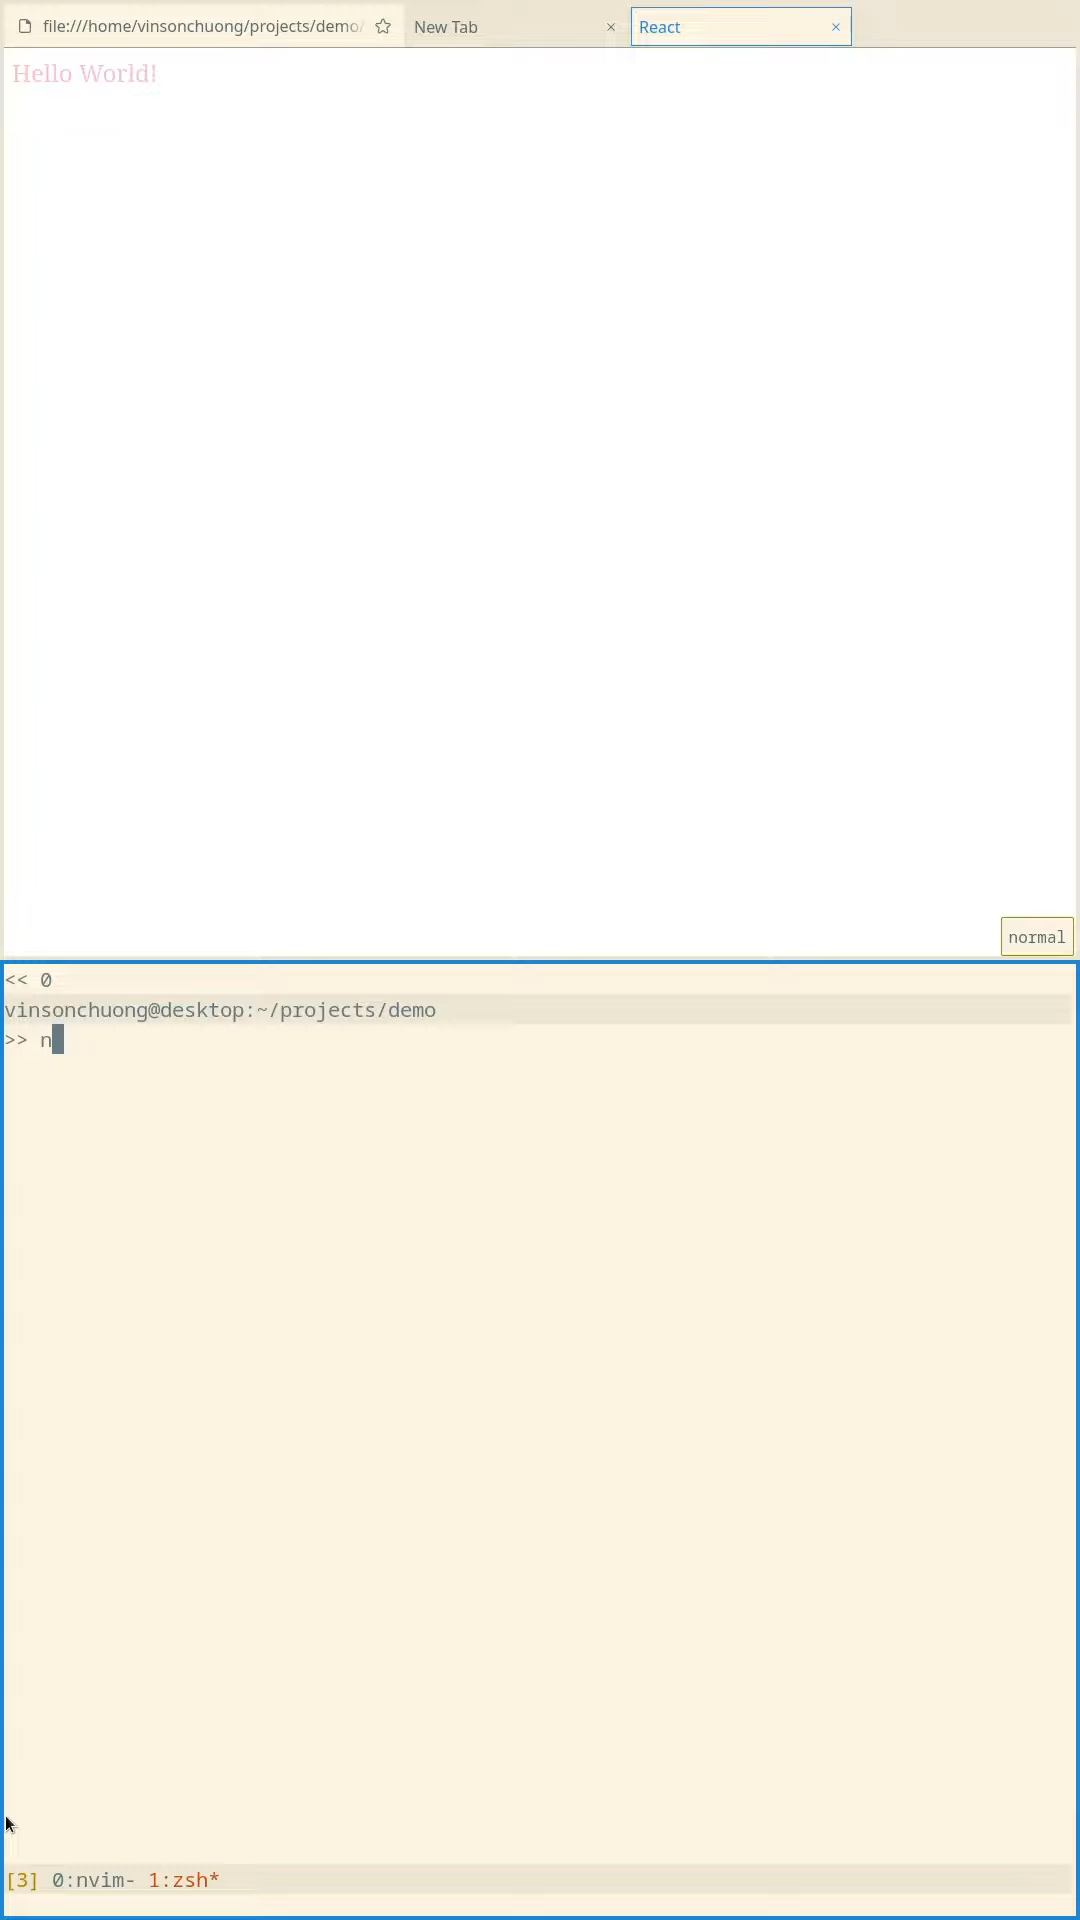 file:///home/vinsonchuong/projects/demo/ New Tab × React ×
Hello World!
normal
<< 0
vinsonchuong@desktop:~/projects/demo
>> n
[3] 0:nvim- 1:zsh*